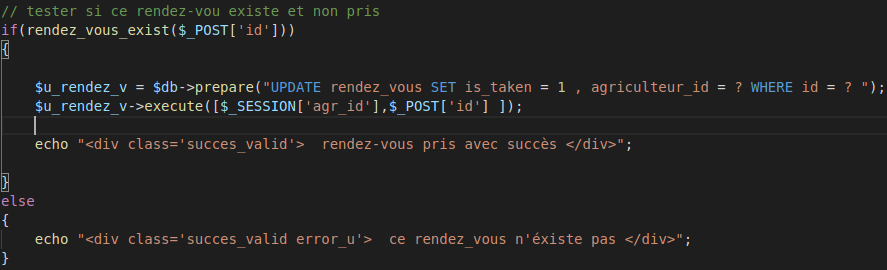 // tester si ce rendez-vou existe et non pris
if(rendez_vous_exist($_POST['id']))
{
$u_rendez_v = $db->prepare("UPDATE rendez_vous SET is_taken = 1 , agriculteur_id = ? WHERE id = ? ");
$u_rendez_v->execute([$_SESSION['agr_id'],$_POST['id'] ]);
echo "<div class='succes_valid'>  rendez-vous pris avec succès </div>";
}
else
{
echo "<div class='succes_valid error_u'>  ce rendez_vous n'éxiste pas </div>";
}